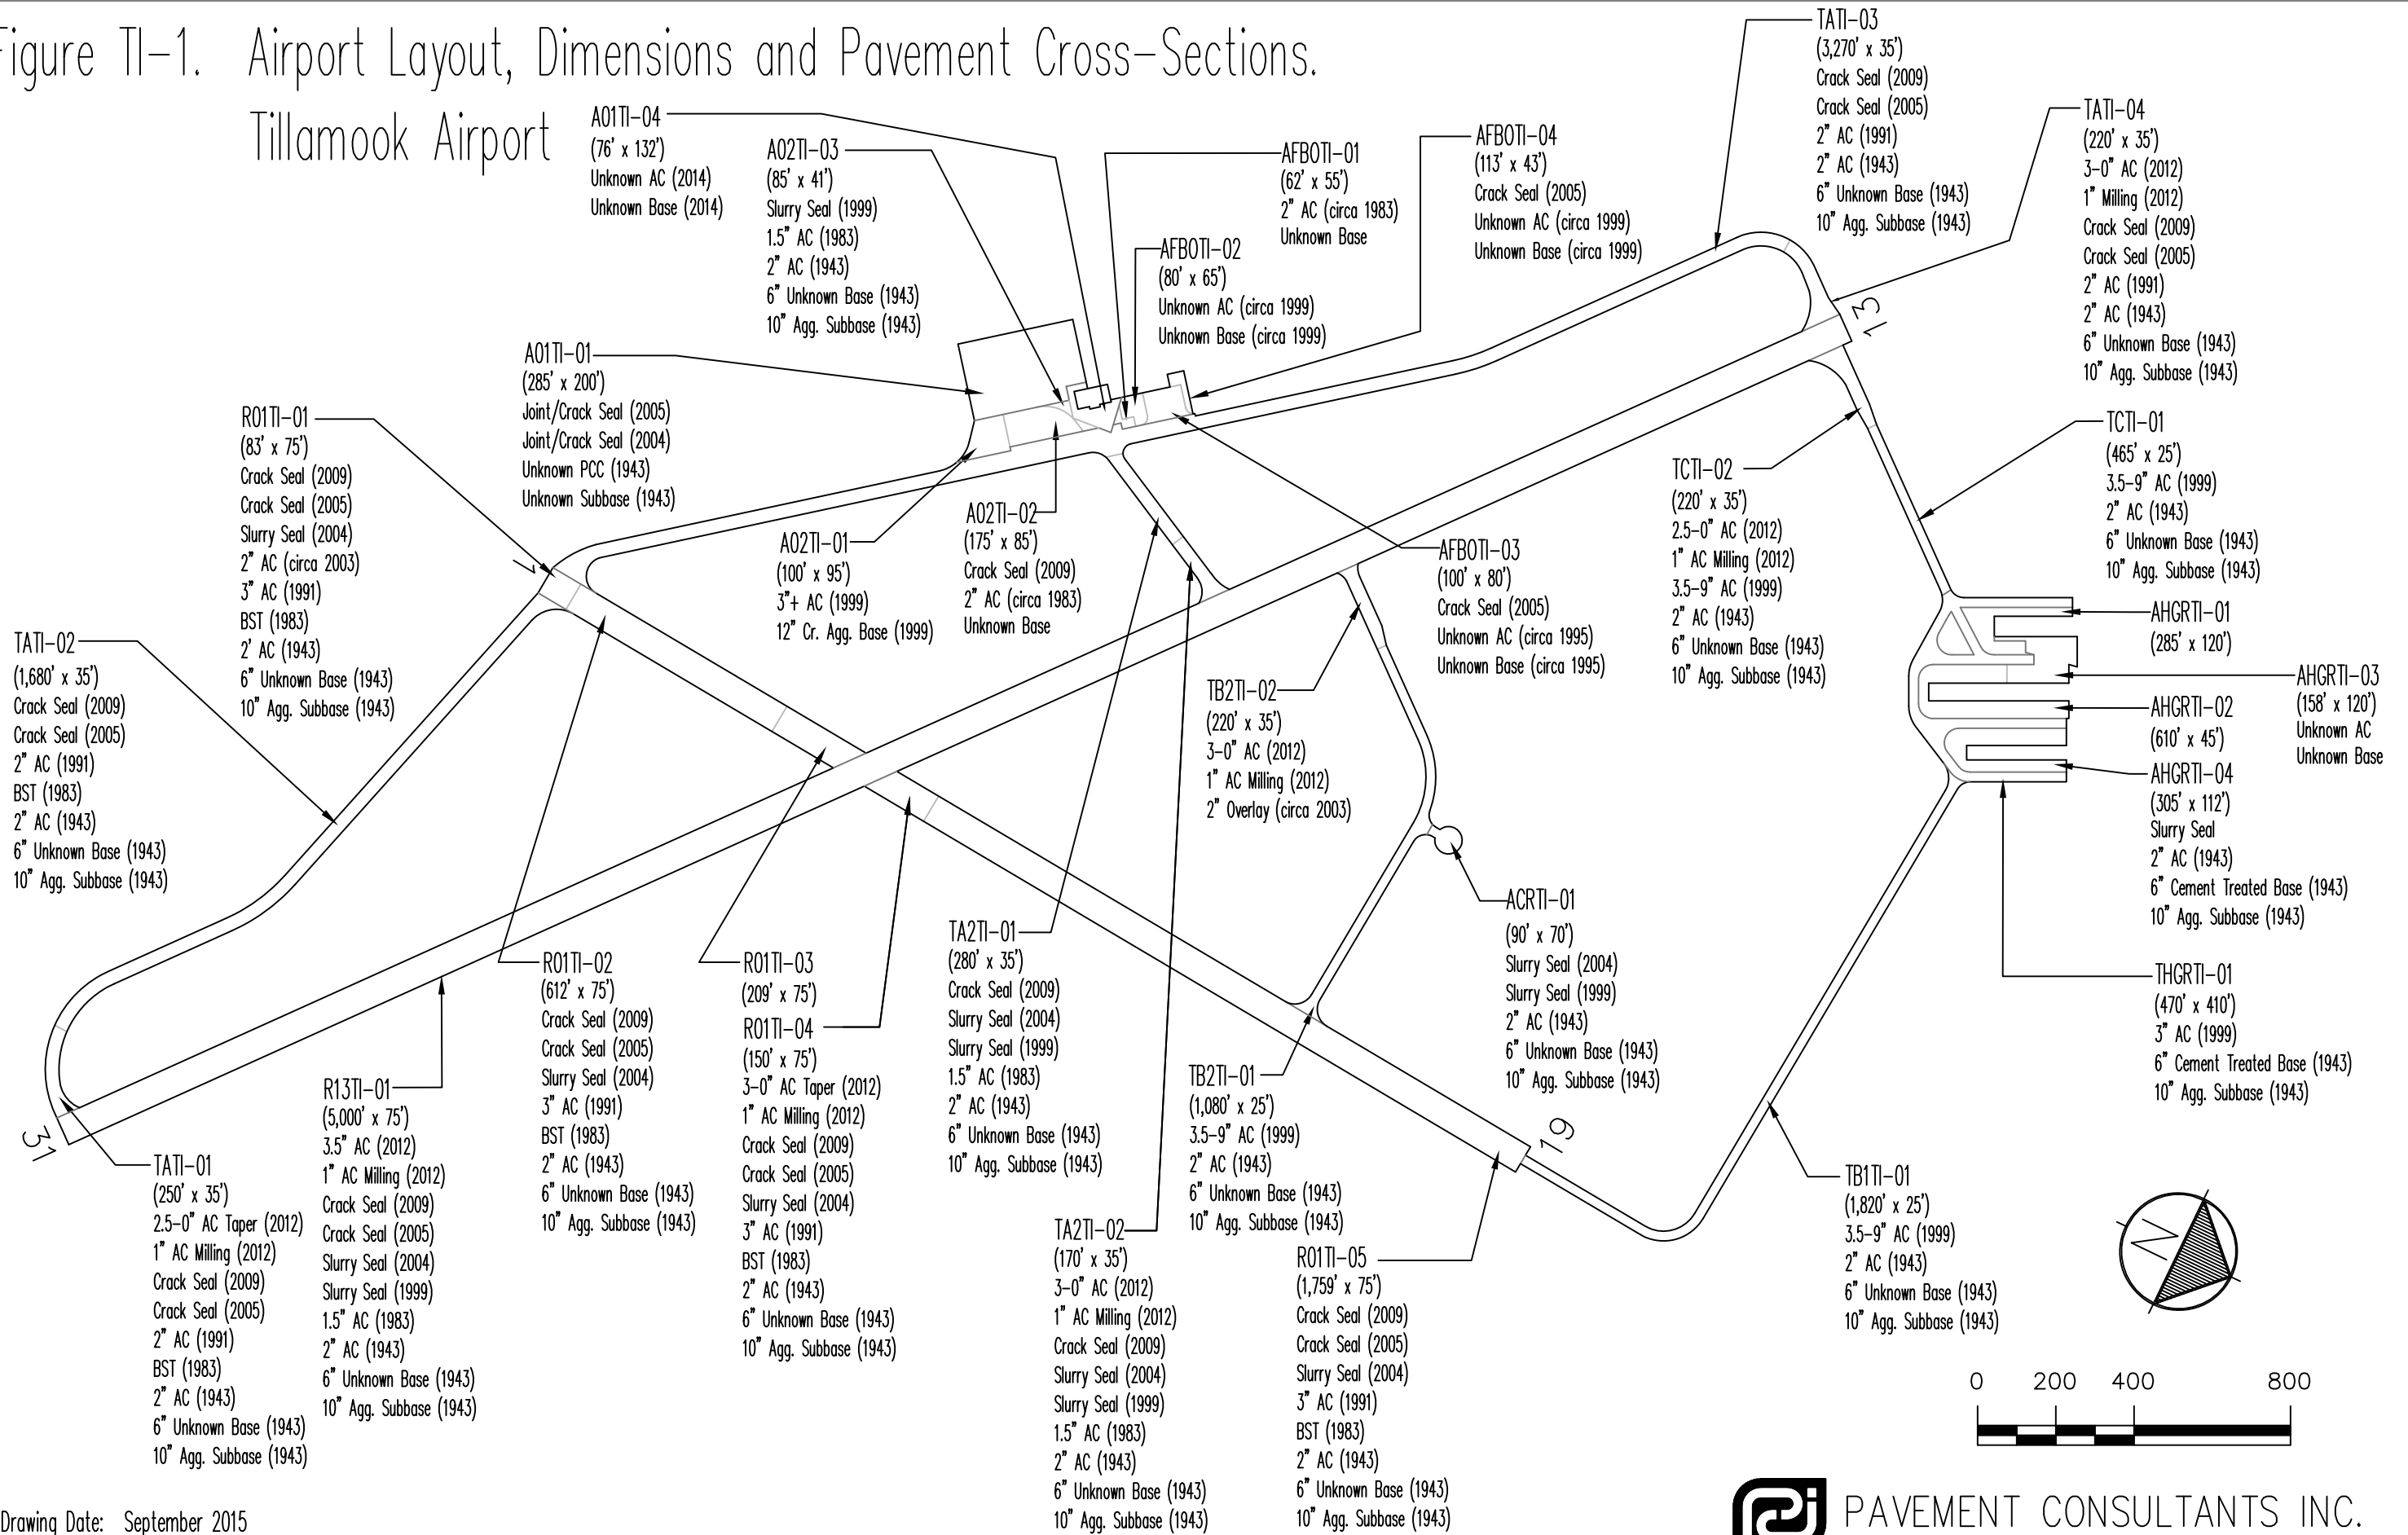 Figure TI-1. Airport Layout, Dimensions and Pavement Cross-Sections.
Tillamook Airport
A01TI-04
(76' x 132')
Unknown AC (2014)
Unknown Base (2014)
A02TI-03
(85' x 41')
Slurry Seal (1999)
1.5" AC (1983)
2" AC (1943)
6" Unknown Base (1943)
10" Agg. Subbase (1943)
AFBOTI-01
(62' x 55')
2" AC (circa 1983)
Unknown Base
AFBOTI-02
(80' x 65')
Unknown AC (circa 1999)
Unknown Base (circa 1999)
AFBOTI-04
(113' x 43')
Crack Seal (2005)
Unknown AC (circa 1999)
Unknown Base (circa 1999)
TATI-03
(3,270' x 35')
Crack Seal (2009)
Crack Seal (2005)
2" AC (1991)
2" AC (1943)
6" Unknown Base (1943)
10" Agg. Subbase (1943)
TATI-04
(220' x 35')
3-0" AC (2012)
1" Milling (2012)
Crack Seal (2009)
Crack Seal (2005)
2" AC (1991)
2" AC (1943)
6" Unknown Base (1943)
10" Agg. Subbase (1943)
13
A01TI-01
(285' x 200')
Joint/Crack Seal (2005)
Joint/Crack Seal (2004)
Unknown PCC (1943)
Unknown Subbase (1943)
R01TI-01
(83' x 75')
Crack Seal (2009)
Crack Seal (2005)
Slurry Seal (2004)
2" AC (circa 2003)
3" AC (1991)
BST (1983)
2' AC (1943)
6" Unknown Base (1943)
10" Agg. Subbase (1943)
1
A02TI-01
(100' x 95')
3"+ AC (1999)
12" Cr. Agg. Base (1999)
A02TI-02
(175' x 85')
Crack Seal (2009)
2" AC (circa 1983)
Unknown Base
AFBOTI-03
(100' x 80')
Crack Seal (2005)
Unknown AC (circa 1995)
Unknown Base (circa 1995)
TCTI-02
(220' x 35')
2.5-0" AC (2012)
1" AC Milling (2012)
3.5-9" AC (1999)
2" AC (1943)
6" Unknown Base (1943)
10" Agg. Subbase (1943)
TCTI-01
(465' x 25')
3.5-9" AC (1999)
2" AC (1943)
6" Unknown Base (1943)
10" Agg. Subbase (1943)
AHGRTI-01
(285' x 120')
AHGRTI-03
(158' x 120')
Unknown AC
Unknown Base
AHGRTI-02
(610' x 45')
AHGRTI-04
(305' x 112')
Slurry Seal
2" AC (1943)
6" Cement Treated Base (1943)
10" Agg. Subbase (1943)
TATI-02
(1,680' x 35')
Crack Seal (2009)
Crack Seal (2005)
2" AC (1991)
BST (1983)
2" AC (1943)
6" Unknown Base (1943)
10" Agg. Subbase (1943)
TB2TI-02
(220' x 35')
3-0" AC (2012)
1" AC Milling (2012)
2" Overlay (circa 2003)
ACRTI-01
(90' x 70')
Slurry Seal (2004)
Slurry Seal (1999)
2" AC (1943)
6" Unknown Base (1943)
10" Agg. Subbase (1943)
THGRTI-01
(470' x 410')
3" AC (1999)
6" Cement Treated Base (1943)
10" Agg. Subbase (1943)
31
TATI-01
(250' x 35')
2.5-0" AC Taper (2012)
1" AC Milling (2012)
Crack Seal (2009)
Crack Seal (2005)
2" AC (1991)
BST (1983)
2" AC (1943)
6" Unknown Base (1943)
10" Agg. Subbase (1943)
R13TI-01
(5,000' x 75')
3.5" AC (2012)
1" AC Milling (2012)
Crack Seal (2009)
Crack Seal (2005)
Slurry Seal (2004)
Slurry Seal (1999)
1.5" AC (1983)
2" AC (1943)
6" Unknown Base (1943)
10" Agg. Subbase (1943)
R01TI-02
(612' x 75')
Crack Seal (2009)
Crack Seal (2005)
Slurry Seal (2004)
3" AC (1991)
BST (1983)
2" AC (1943)
6" Unknown Base (1943)
10" Agg. Subbase (1943)
R01TI-03
(209' x 75')
R01TI-04
(150' x 75')
3-0" AC Taper (2012)
1" AC Milling (2012)
Crack Seal (2009)
Crack Seal (2005)
Slurry Seal (2004)
3" AC (1991)
BST (1983)
2" AC (1943)
6" Unknown Base (1943)
10" Agg. Subbase (1943)
TA2TI-01
(280' x 35')
Crack Seal (2009)
Slurry Seal (2004)
Slurry Seal (1999)
1.5" AC (1983)
2" AC (1943)
6" Unknown Base (1943)
10" Agg. Subbase (1943)
TA2TI-02
(170' x 35')
3-0" AC (2012)
1" AC Milling (2012)
Crack Seal (2009)
Slurry Seal (2004)
Slurry Seal (1999)
1.5" AC (1983)
2" AC (1943)
6" Unknown Base (1943)
10" Agg. Subbase (1943)
TB2TI-01
(1,080' x 25')
3.5-9" AC (1999)
2" AC (1943)
6" Unknown Base (1943)
10" Agg. Subbase (1943)
R01TI-05
(1,759' x 75')
Crack Seal (2009)
Crack Seal (2005)
Slurry Seal (2004)
3" AC (1991)
BST (1983)
2" AC (1943)
6" Unknown Base (1943)
10" Agg. Subbase (1943)
19
TB1TI-01
(1,820' x 25')
3.5-9" AC (1999)
2" AC (1943)
6" Unknown Base (1943)
10" Agg. Subbase (1943)
N
0 200 400 800
Drawing Date: September 2015
PAVEMENT CONSULTANTS INC.